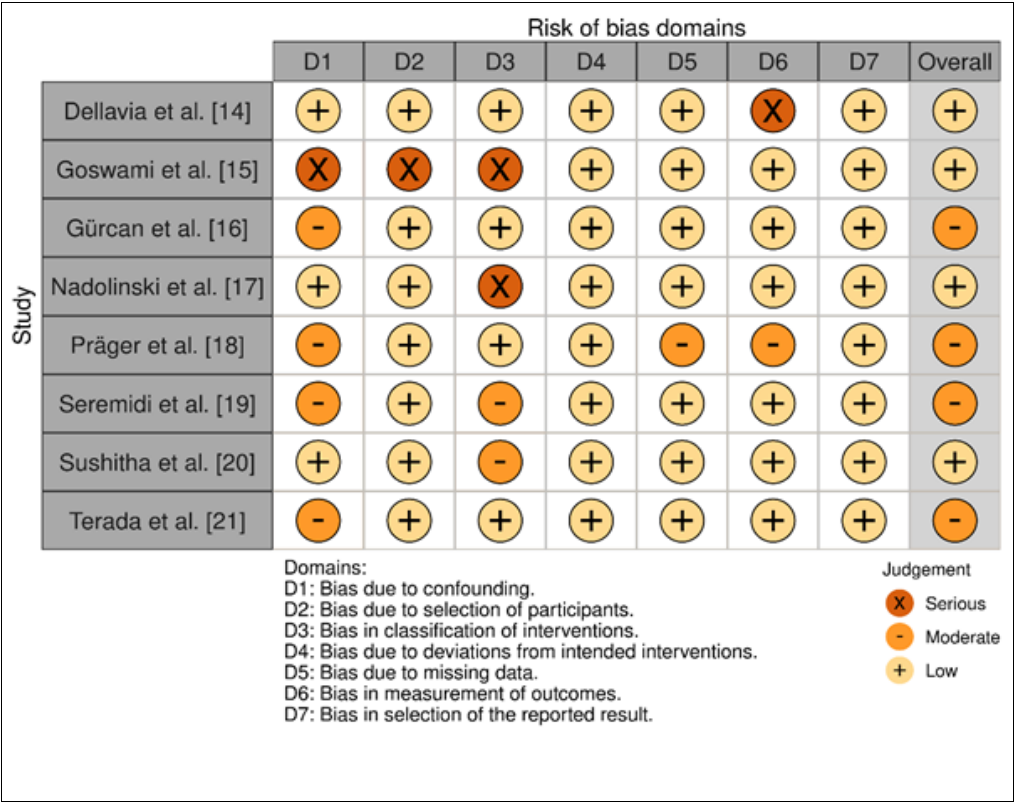 Risk of bias domains
D1 D2 D3 D4 D5 D6 D7 Overall
Study
Dellavia et al. [14] + + + + + X + +
Goswami et al. [15] X X X + + + + +
Gürcan et al. [16] - + + + + + + -
Nadolinski et al. [17] + + X + + + + +
Präger et al. [18] - + + + - - + -
Seremidi et al. [19] - + - + + + + -
Sushitha et al. [20] + + - + + + + +
Terada et al. [21] - + + + + + + -
Domains:
D1: Bias due to confounding.
D2: Bias due to selection of participants.
D3: Bias in classification of interventions.
D4: Bias due to deviations from intended interventions.
D5: Bias due to missing data.
D6: Bias in measurement of outcomes.
D7: Bias in selection of the reported result.
Judgement
X Serious
- Moderate
+ Low